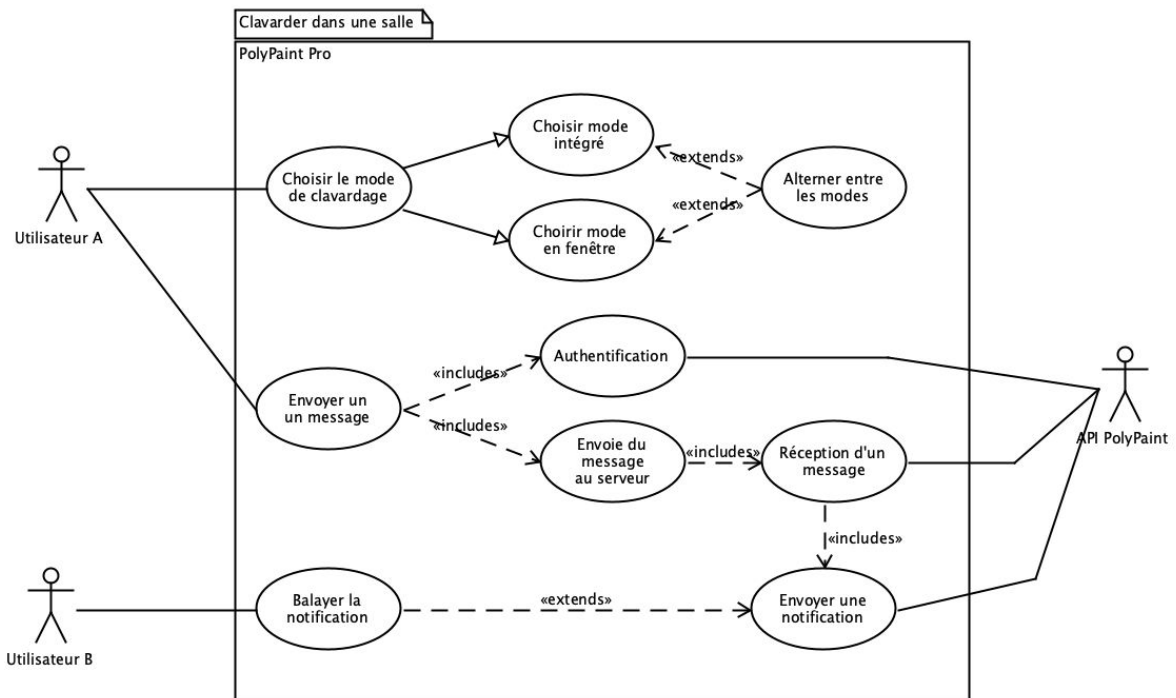 Clavarder dans une salle
PolyPaint Pro
Choisir mode
intégré
«extends»
Choisir le mode
de clavardage
Alterner entre
les modes
Utilisateur A
«extends»
Choirir mode
en fenêtre
Authentification
«includes»
Envoyer un
un message
«includes»
Envoie du
message
au serveur
«includes»
Réception d'un
message
API PolyPaint
«includes»
Balayer la
notification
«extends»
Envoyer une
notification
Utilisateur B